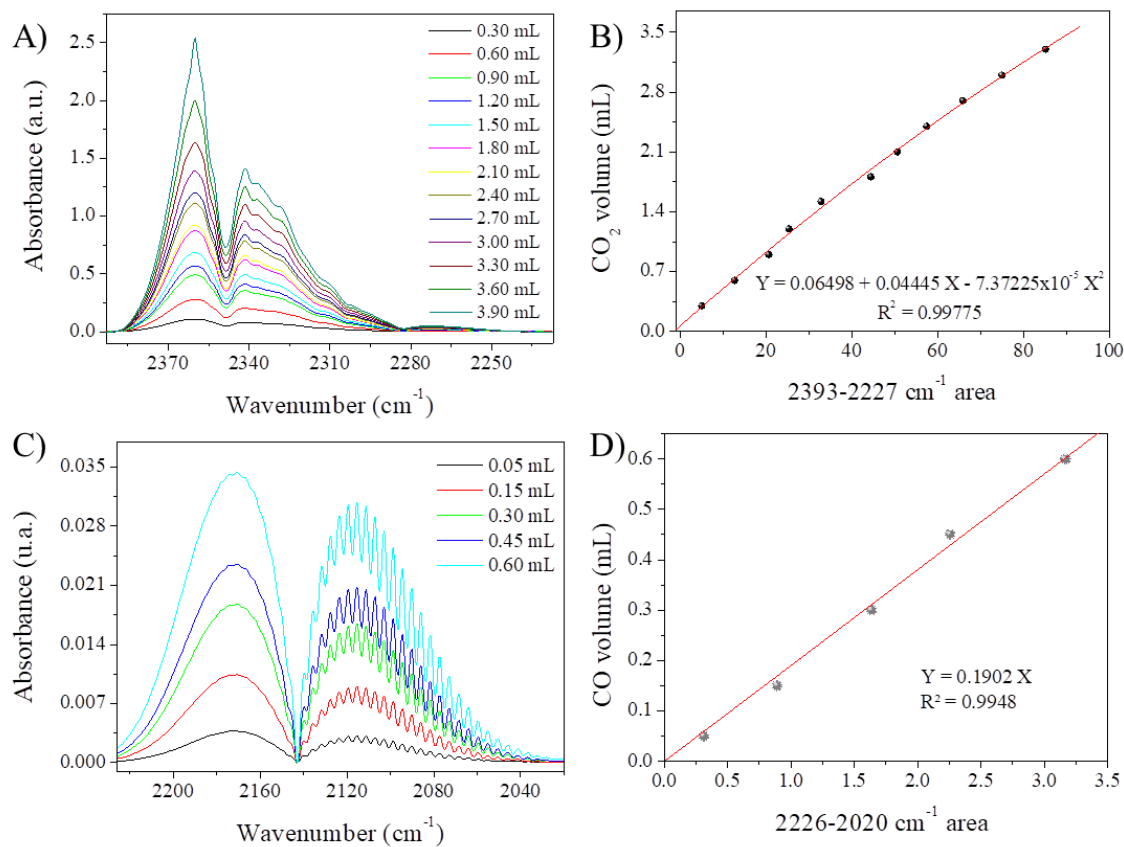 A)
Absorbance (a.u.)
2.5
2.0
1.5
1.0
0.5
0.0
2370 2340 2310 2280 2250
Wavenumber (cm⁻¹)
0.30 mL
0.60 mL
0.90 mL
1.20 mL
1.50 mL
1.80 mL
2.10 mL
2.40 mL
2.70 mL
3.00 mL
3.30 mL
3.60 mL
3.90 mL
B)
CO₂ volume (mL)
3.5
2.8
2.1
1.4
0.7
0.0
0 20 40 60 80 100
2393-2227 cm⁻¹ area
Y = 0.06498 + 0.04445 X - 7.37225x10⁻⁵ X²
R² = 0.99775
C)
Absorbance (u.a.)
0.035
0.028
0.021
0.014
0.007
0.000
2200 2160 2120 2080 2040
Wavenumber (cm⁻¹)
0.05 mL
0.15 mL
0.30 mL
0.45 mL
0.60 mL
D)
CO volume (mL)
0.6
0.5
0.4
0.3
0.2
0.1
0.0
0.0 0.5 1.0 1.5 2.0 2.5 3.0 3.5
2226-2020 cm⁻¹ area
Y = 0.1902 X
R² = 0.9948